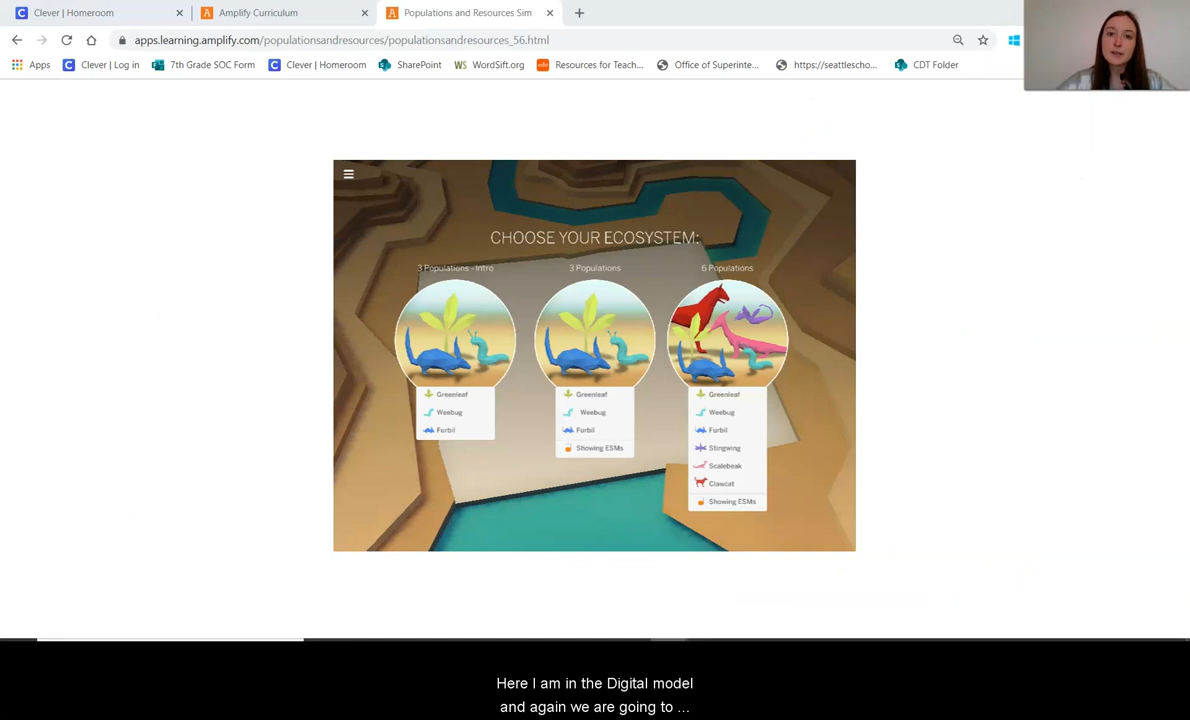 Clever | Homeroom
Amplify Curriculum
Populations and Resources Sim
apps.learning.amplify.com/populationsandresources/populationsandresources_56.html
Apps
Clever | Log in
7th Grade SOC Form
Clever | Homeroom
SharePoint
WS WordSift.org
edu Resources for Teach...
Office of Superinte...
https://seattlescho...
CDT Folder
CHOOSE YOUR ECOSYSTEM:
3 Populations - Intro
3 Populations
6 Populations
Greenleaf
Weebug
Furbil
Greenleaf
Weebug
Furbil
Showing ESMs
Greenleaf
Weebug
Furbil
Stingwing
Scalebeak
Clawcat
Showing ESMs
Here I am in the Digital model
and again we are going to ...